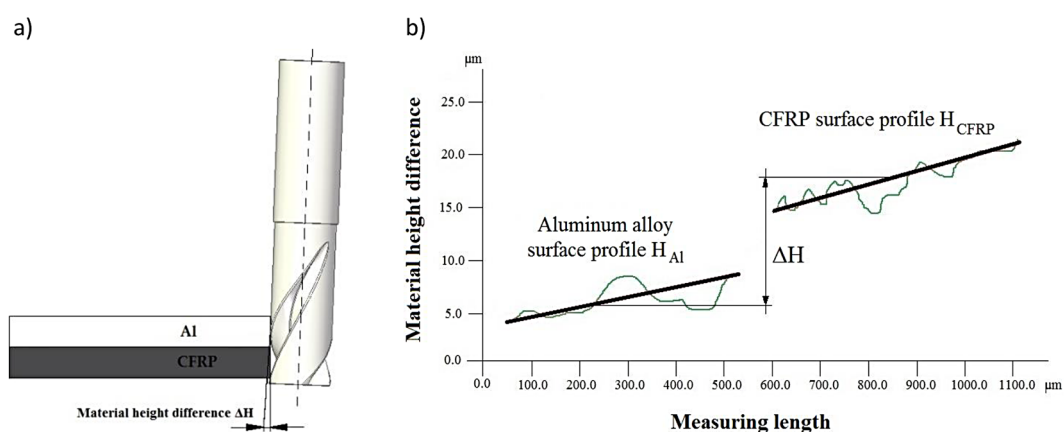 a)
Al
CFRP
Material height difference ΔH
b)
µm
25.0
20.0
15.0
10.0
5.0
0.0
Material height difference
CFRP surface profile H CFRP
Aluminum alloy
surface profile H Al
ΔH
0.0 100.0 200.0 300.0 400.0 500.0 600.0 700.0 800.0 900.0 1000.0 1100.0 µm
Measuring length